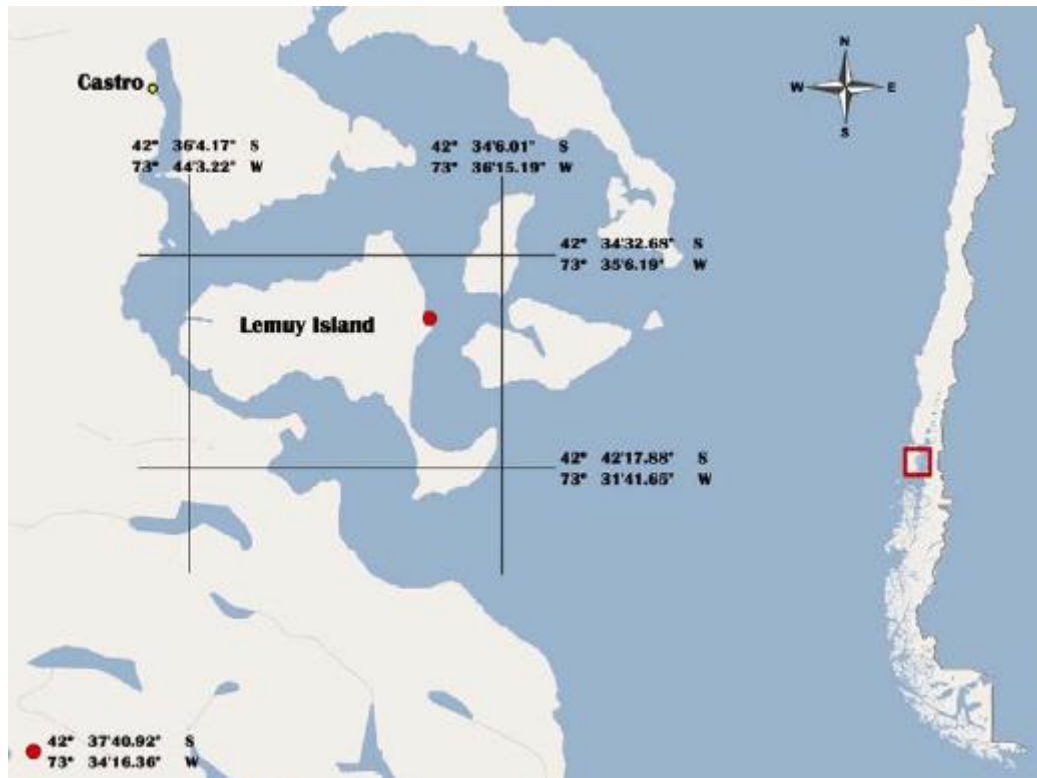 N
Castro
W E
S
42° 36'4.17" S
73° 44'3.22" W
42° 34'6.01" S
73° 36'15.19" W
42° 34'32.68" S
73° 35'6.19" W
Lemuy Island
42° 42'17.88" S
73° 31'41.65" W
42° 37'40.92" S
73° 34'16.36" W